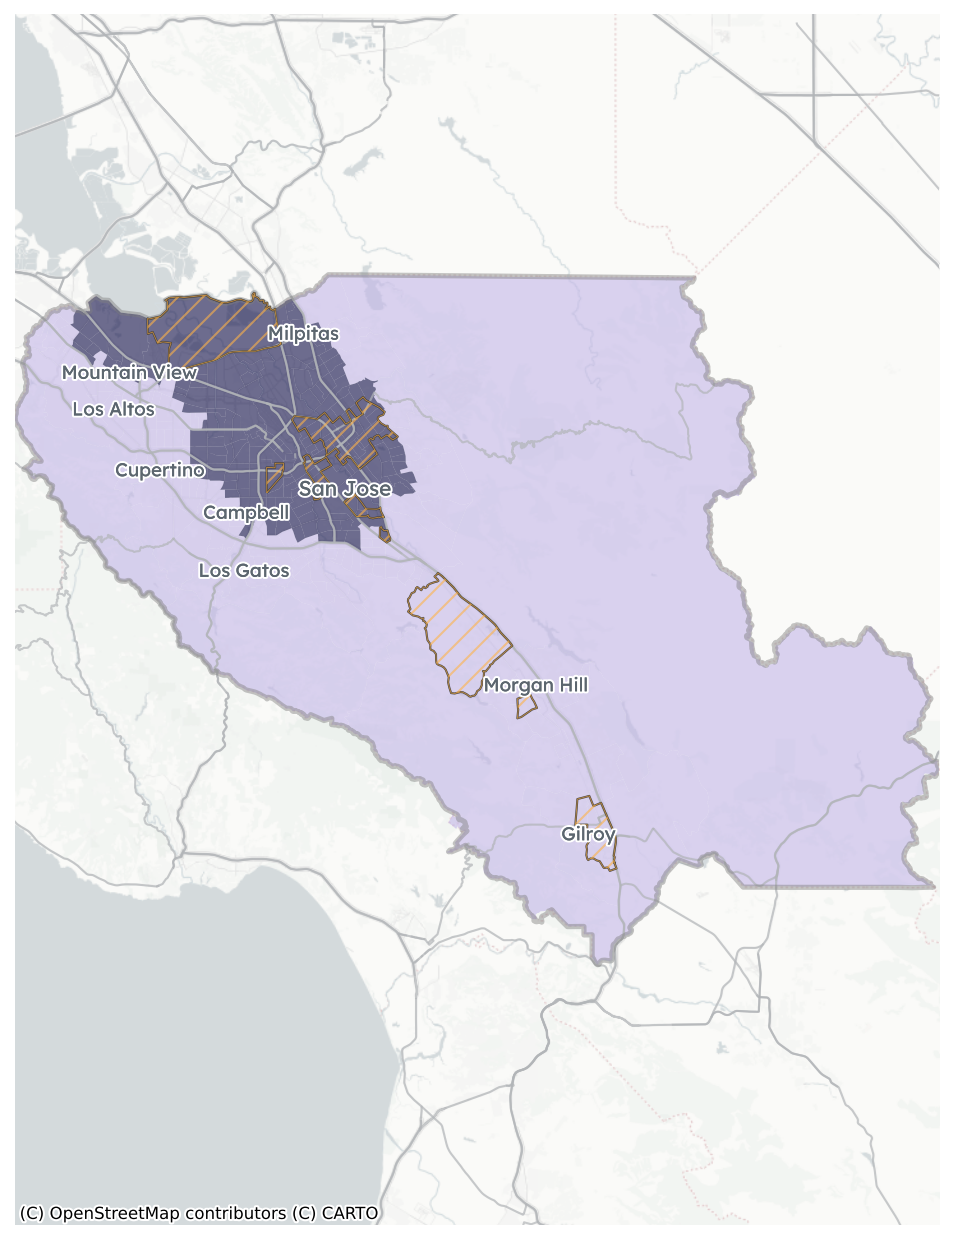 Milpitas
Mountain View
Los Altos
Cupertino
San Jose
Campbell
Los Gatos
Morgan Hill
Gilroy
(C) OpenStreetMap contributors (C) CARTO